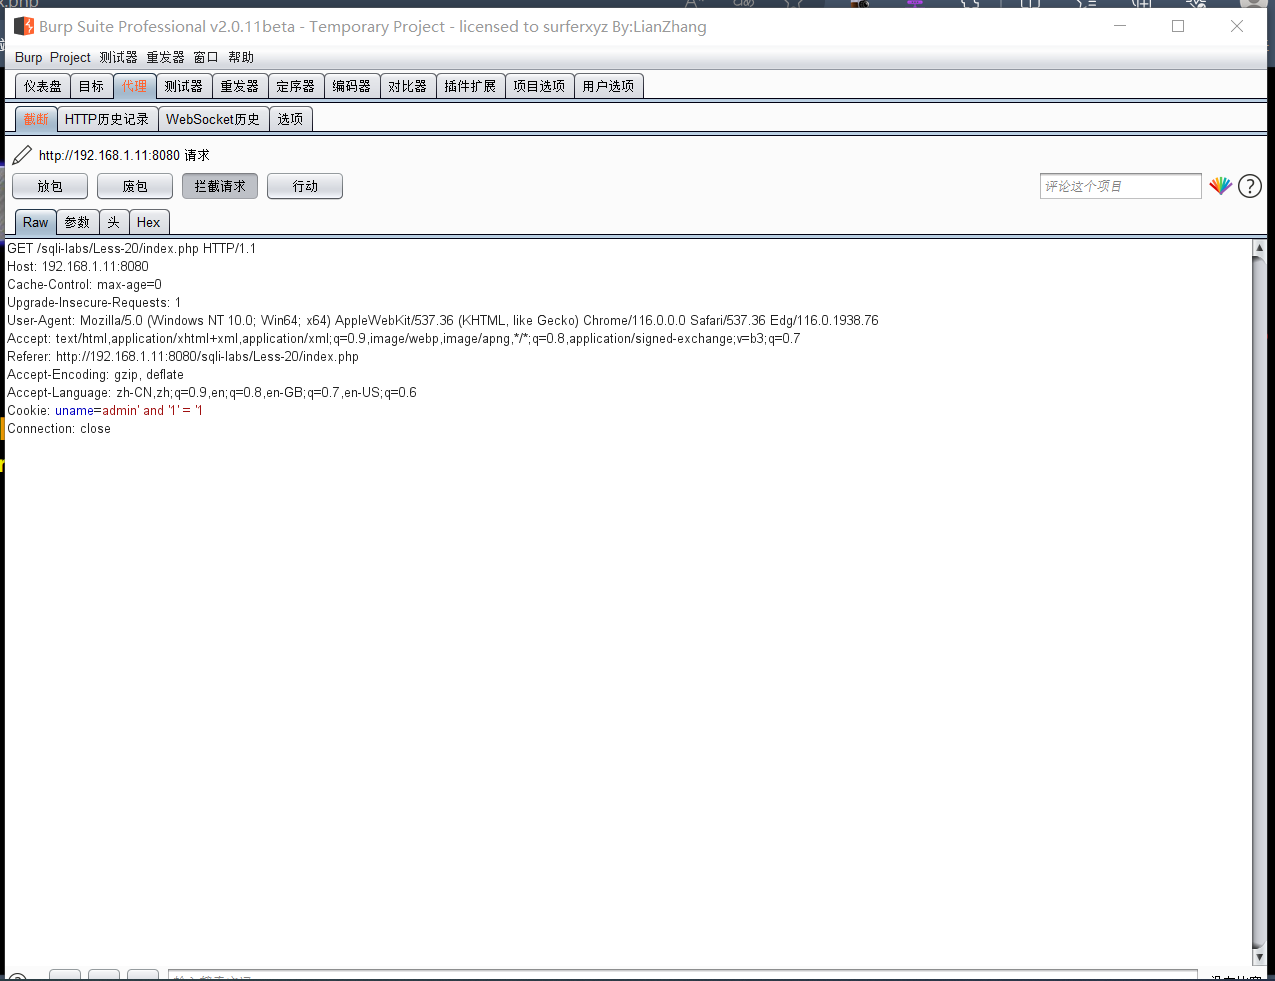 .php
Burp Suite Professional v2.0.11beta - Temporary Project - licensed to surferxyz By:LianZhang
Burp Project 测试器 重发器 窗口 帮助
仪表盘 目标 代理 测试器 重发器 定序器 编码器 对比器 插件扩展 项目选项 用户选项
截断 HTTP历史记录 WebSocket历史 选项
http://192.168.1.11:8080 请求
放包 废包 拦截请求 行动 评论这个项目
Raw 参数 头 Hex
GET /sqli-labs/Less-20/index.php HTTP/1.1
Host: 192.168.1.11:8080
Cache-Control: max-age=0
Upgrade-Insecure-Requests: 1
User-Agent: Mozilla/5.0 (Windows NT 10.0; Win64; x64) AppleWebKit/537.36 (KHTML, like Gecko) Chrome/116.0.0.0 Safari/537.36 Edg/116.0.1938.76
Accept: text/html,application/xhtml+xml,application/xml;q=0.9,image/webp,image/apng,*/*;q=0.8,application/signed-exchange;v=b3;q=0.7
Referer: http://192.168.1.11:8080/sqli-labs/Less-20/index.php
Accept-Encoding: gzip, deflate
Accept-Language: zh-CN,zh;q=0.9,en;q=0.8,en-GB;q=0.7,en-US;q=0.6
Cookie: uname=admin' and '1' = '1
Connection: close